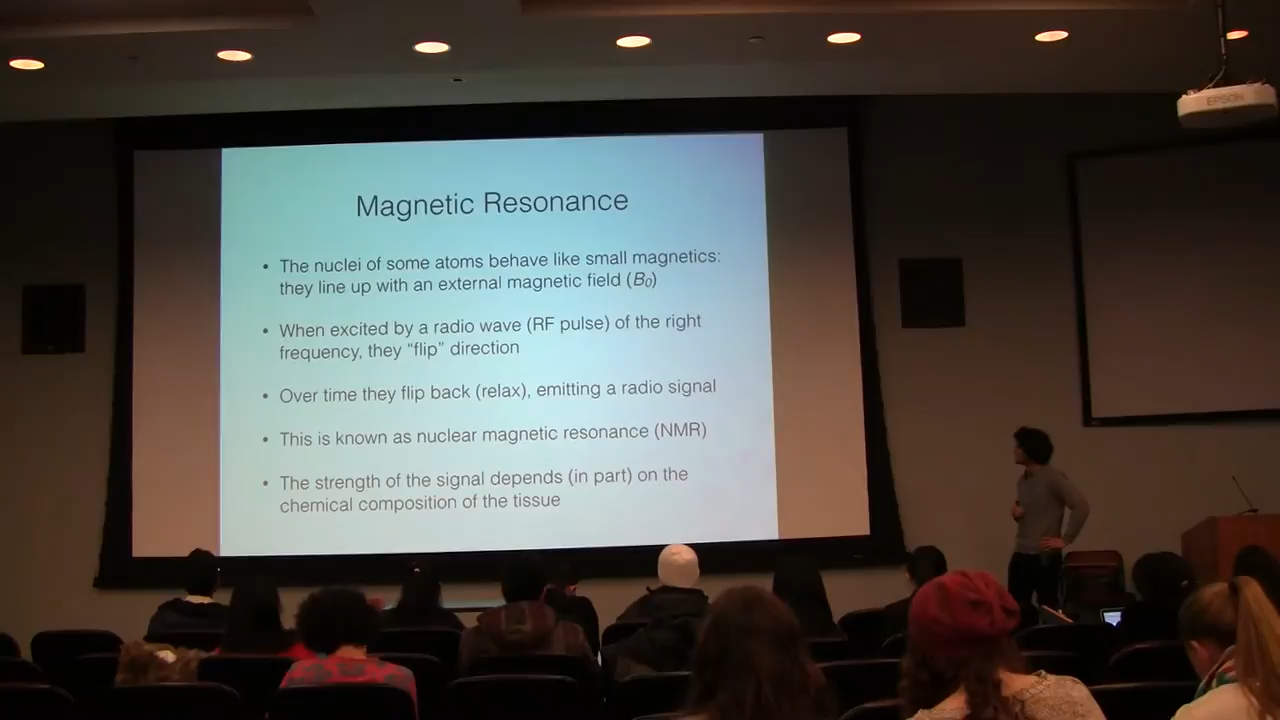 Magnetic Resonance
• The nuclei of some atoms behave like small magnetics:
they line up with an external magnetic field (B₀)
• When excited by a radio wave (RF pulse) of the right
frequency, they “flip” direction
• Over time they flip back (relax), emitting a radio signal
• This is known as nuclear magnetic resonance (NMR)
• The strength of the signal depends (in part) on the
chemical composition of the tissue
EPSON